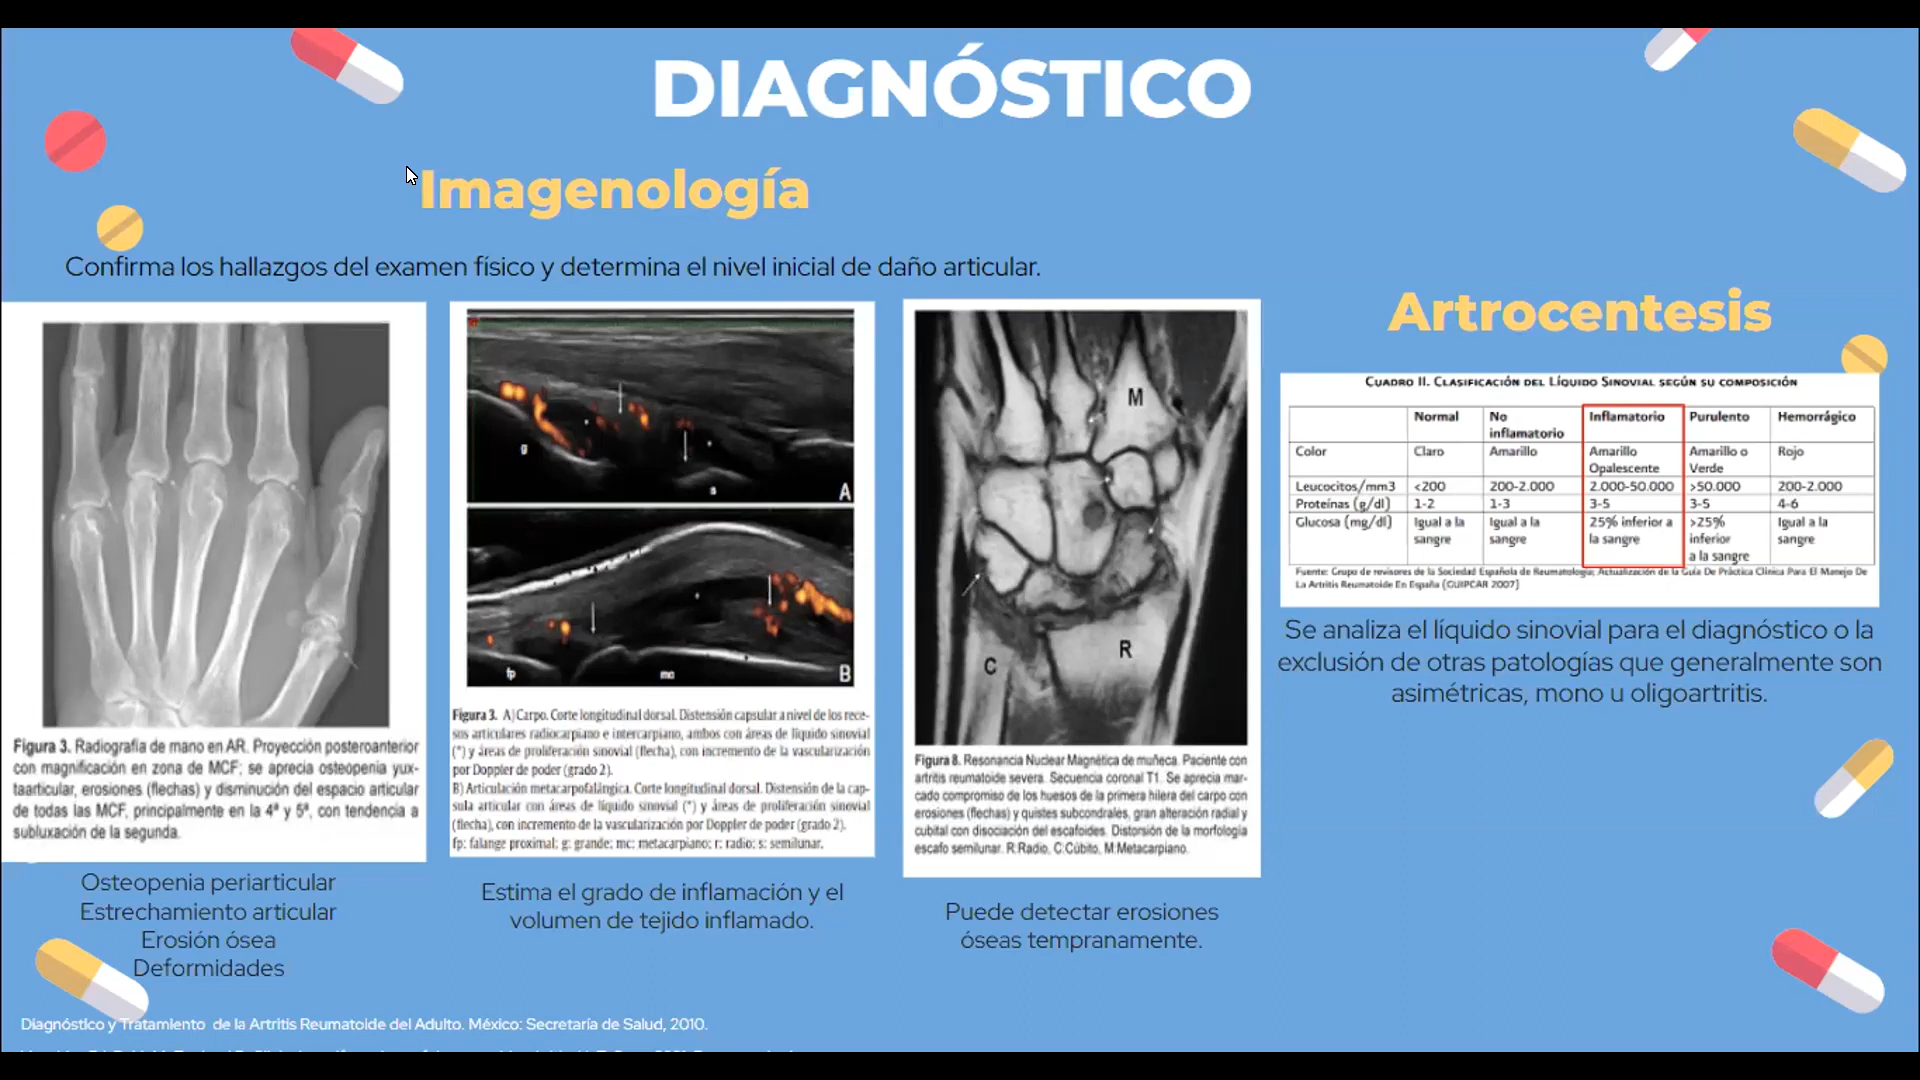 DIAGNÓSTICO
Imagenología
Confirma los hallazgos del examen físico y determina el nivel inicial de daño articular.
Figura 3. Radiografía de mano en AR. Proyección posteroanterior
con magnificación en zona de MCF; se aprecia osteopenia yux-
taarticular, erosiones (flechas) y disminución del espacio articular
de todas las MCF, principalmente en la 4ª y 5ª, con tendencia a
subluxación de la segunda.
Osteopenia periarticular
Estrechamiento articular
Erosión ósea
Deformidades
g
s
A
fp
mc
B
Figura 3. A) Carpo. Corte longitudinal dorsal. Distensión capsular a nivel de los rece-
sus articulares radiocarpiano e intercarpiano, ambos con áreas de líquido sinovial
(*) y áreas de proliferación sinovial (flecha), con incremento de la vascularización
por Doppler de poder (grado 2).
B) Articulación metacarpofalángica. Corte longitudinal dorsal. Distensión de la cap-
sula articular con áreas de líquido sinovial (*) y áreas de proliferación sinovial
(flecha), con incremento de la vascularización por Doppler de poder (grado 2).
fp: falange proximal; g: grande; mc: metacarpiano; r: radio; s: semilunar.
Estima el grado de inflamación y el
volumen de tejido inflamado.
M
R
C
Figura 8. Resonancia Nuclear Magnética de muñeca. Paciente con
artritis reumatoide severa. Secuencia coronal T1. Se aprecia mar-
cado compromiso de los huesos de la primera hilera del carpo con
erosiones (flechas) y quistes subcondrales, gran alteración radial y
cubital con disociación del escafoides. Distorsión de la morfología
escafo semilunar. R:Radio, C:Cúbito, M:Metacarpiano.
Puede detectar erosiones
óseas tempranamente.
Artrocentesis
Cuadro II. Clasificación del Líquido Sinovial según su composición
Normal No inflamatorio Inflamatorio Purulento Hemorrágico
Color Claro Amarillo Amarillo Opalescente Amarillo o Verde Rojo
Leucocitos/mm3 <200 200-2.000 2.000-50.000 >50.000 200-2.000
Proteínas (g/dl) 1-2 1-3 3-5 3-5 4-6
Glucosa (mg/dl) Igual a la sangre Igual a la sangre 25% inferior a la sangre >25% inferior a la sangre Igual a la sangre
Fuente: Grupo de revisores de la Sociedad Española de Reumatología; Actualización de la Guía De Práctica Clínica Para El Manejo De
La Artritis Reumatoide En España (GUIPCAR 2007)
Se analiza el líquido sinovial para el diagnóstico o la
exclusión de otras patologías que generalmente son
asimétricas, mono u oligoartritis.
Diagnóstico y Tratamiento de la Artritis Reumatoide del Adulto. México: Secretaría de Salud, 2010.